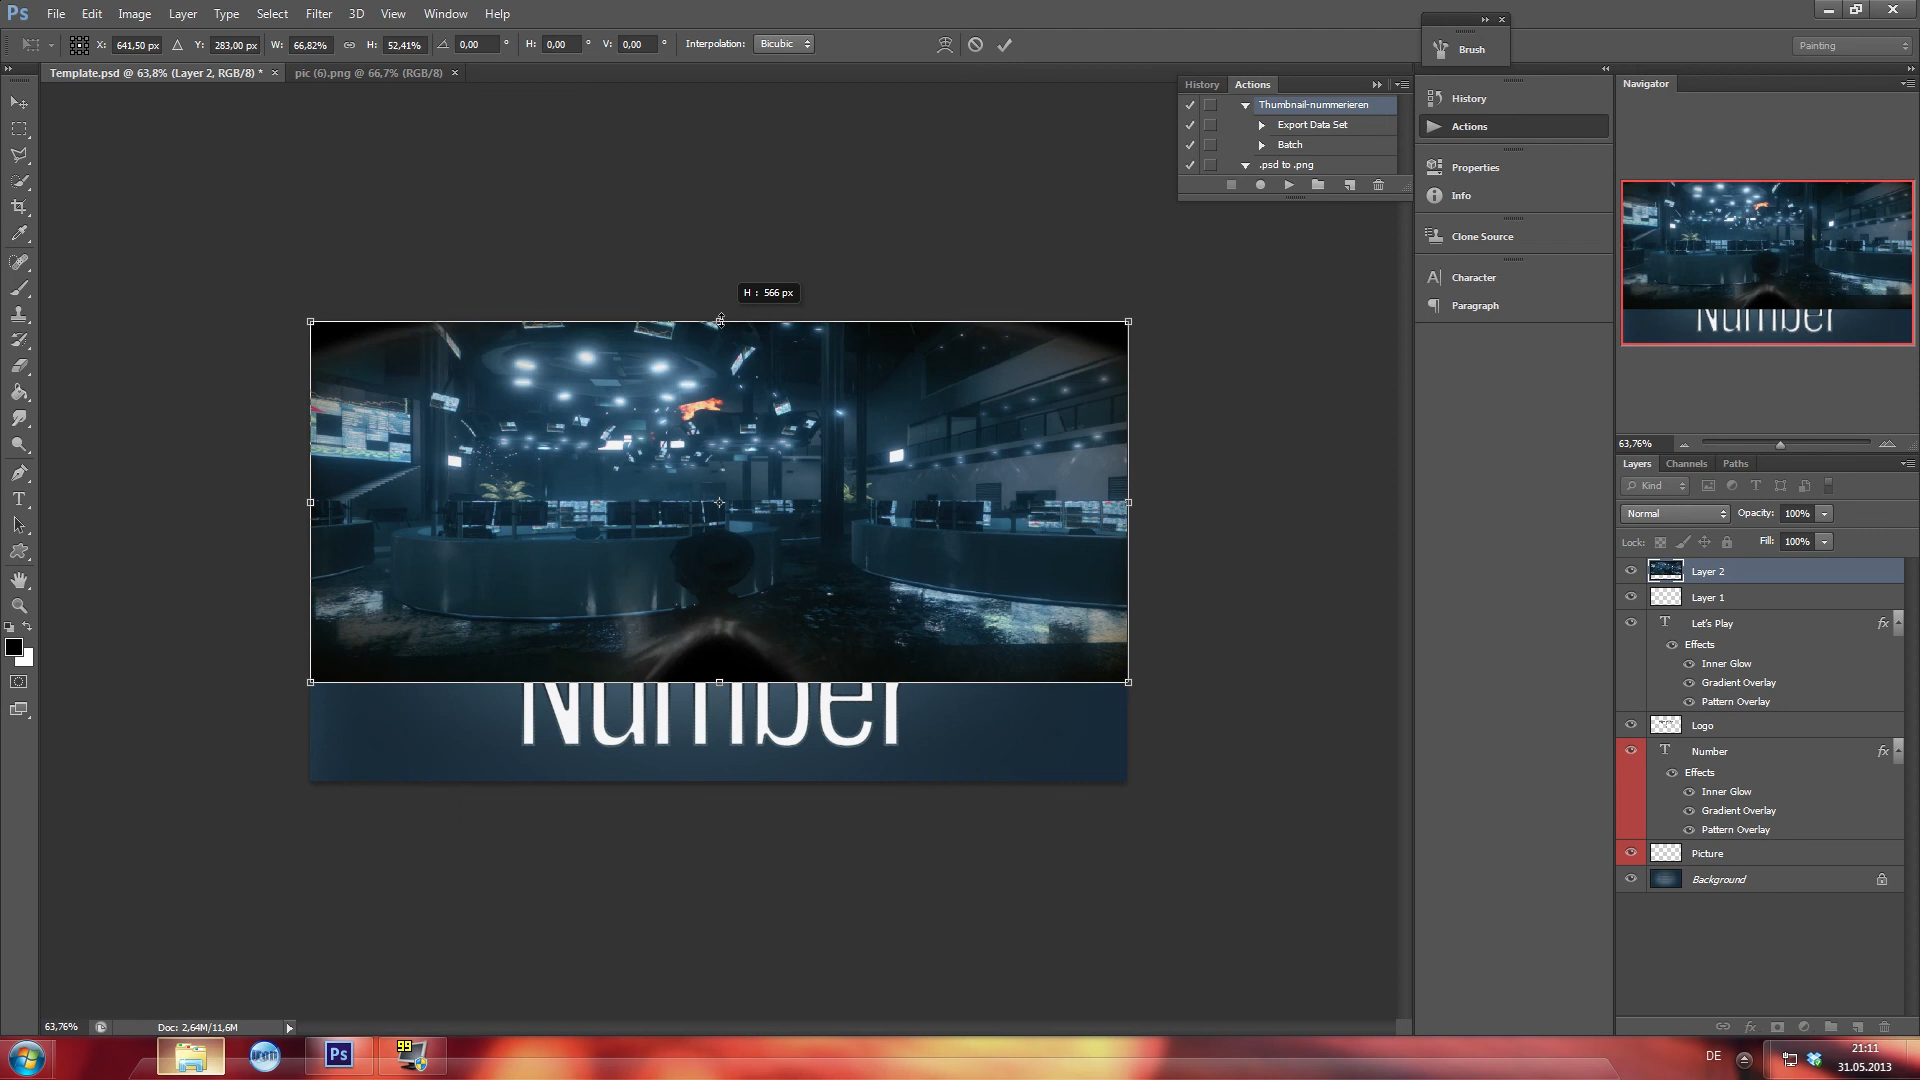 Ps File Edit Image Layer Type Select Filter 3D View Window Help
X: 641,50 px Y: 283,00 px W: 66,82% H: 52,41% 0,00 ° H: 0,00 ° V: 0,00 ° Interpolation: Bicubic
Brush
Painting
Template.psd @ 63,8% (Layer 2, RGB/8) * × pic (6).png @ 66,7% (RGB/8) ×
History Actions
Thumbnail-nummerieren
Export Data Set
Batch
.psd to .png
History
Actions
Properties
Info
Clone Source
Character
Paragraph
Navigator
Number
63,76%
H : 566 px
Number
Layers Channels Paths
Kind
Normal Opacity: 100%
Lock: Fill: 100%
Layer 2
Layer 1
T Let's Play fx
Effects
Inner Glow
Gradient Overlay
Pattern Overlay
Logo
T Number fx
Effects
Inner Glow
Gradient Overlay
Pattern Overlay
Picture
Background
63,76% Doc: 2,64M/11,6M
iron Ps 99
DE 21:11
31.05.2013